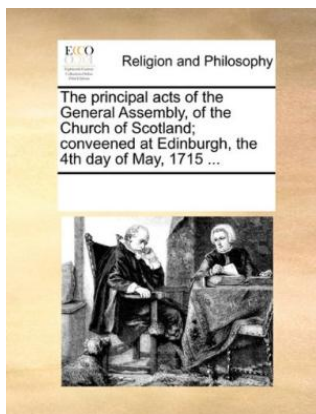 ECCO
Religion and Philosophy
The principal acts of the
General Assembly, of the
Church of Scotland;
conveened at Edinburgh, the
4th day of May, 1715 ...